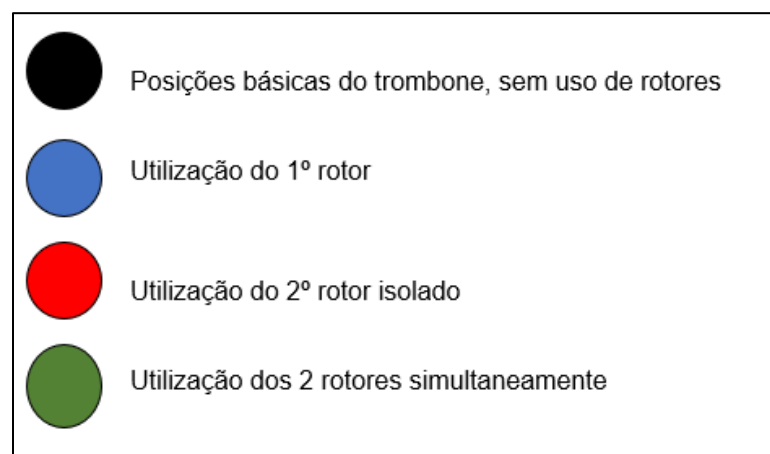 Posições básicas do trombone, sem uso de rotores
Utilização do 1º rotor
Utilização do 2º rotor isolado
Utilização dos 2 rotores simultaneamente